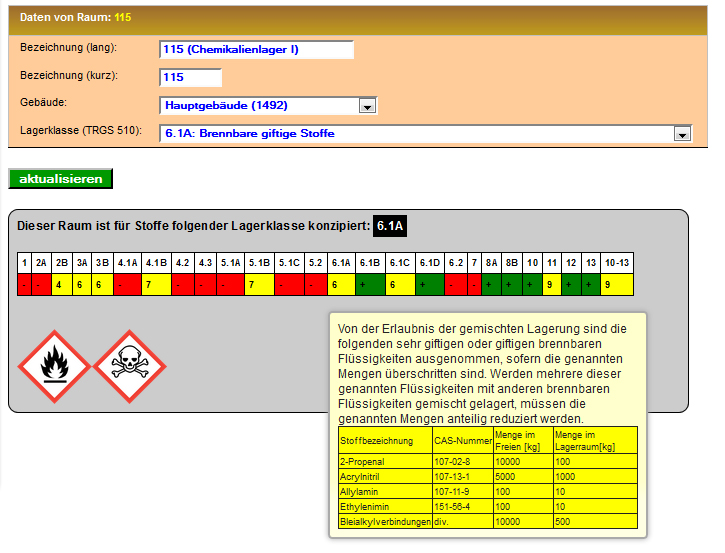 Daten von Raum: 115
Bezeichnung (lang): 115 (Chemikalienlager I)
Bezeichnung (kurz): 115
Gebäude: Hauptgebäude (1492)
Lagerklasse (TRGS 510): 6.1A: Brennbare giftige Stoffe
aktualisieren
Dieser Raum ist für Stoffe folgender Lagerklasse konzipiert: 6.1A
1 2A 2B 3A 3B 4.1A 4.1B 4.2 4.3 5.1A 5.1B 5.1C 5.2 6.1A 6.1B 6.1C 6.1D 6.2 7 8A 8B 10 11 12 13 10-13
- - 4 6 6 - 7 - - - 7 - - 6 + 6 + - - + + + 9 + + 9
Von der Erlaubnis der gemischten Lagerung sind die
folgenden sehr giftigen oder giftigen brennbaren
Flüssigkeiten ausgenommen, sofern die genannten
Mengen überschritten sind. Werden mehrere dieser
genannten Flüssigkeiten mit anderen brennbaren
Flüssigkeiten gemischt gelagert, müssen die
genannten Mengen anteilig reduziert werden.
Stoffbezeichnung CAS-Nummer Menge im Freien [kg] Menge im Lagerraum[kg]
2-Propenal 107-02-8 10000 100
Acrylnitril 107-13-1 5000 1000
Allylamin 107-11-9 100 10
Ethylenimin 151-56-4 100 10
Bleialkylverbindungen div. 10000 500